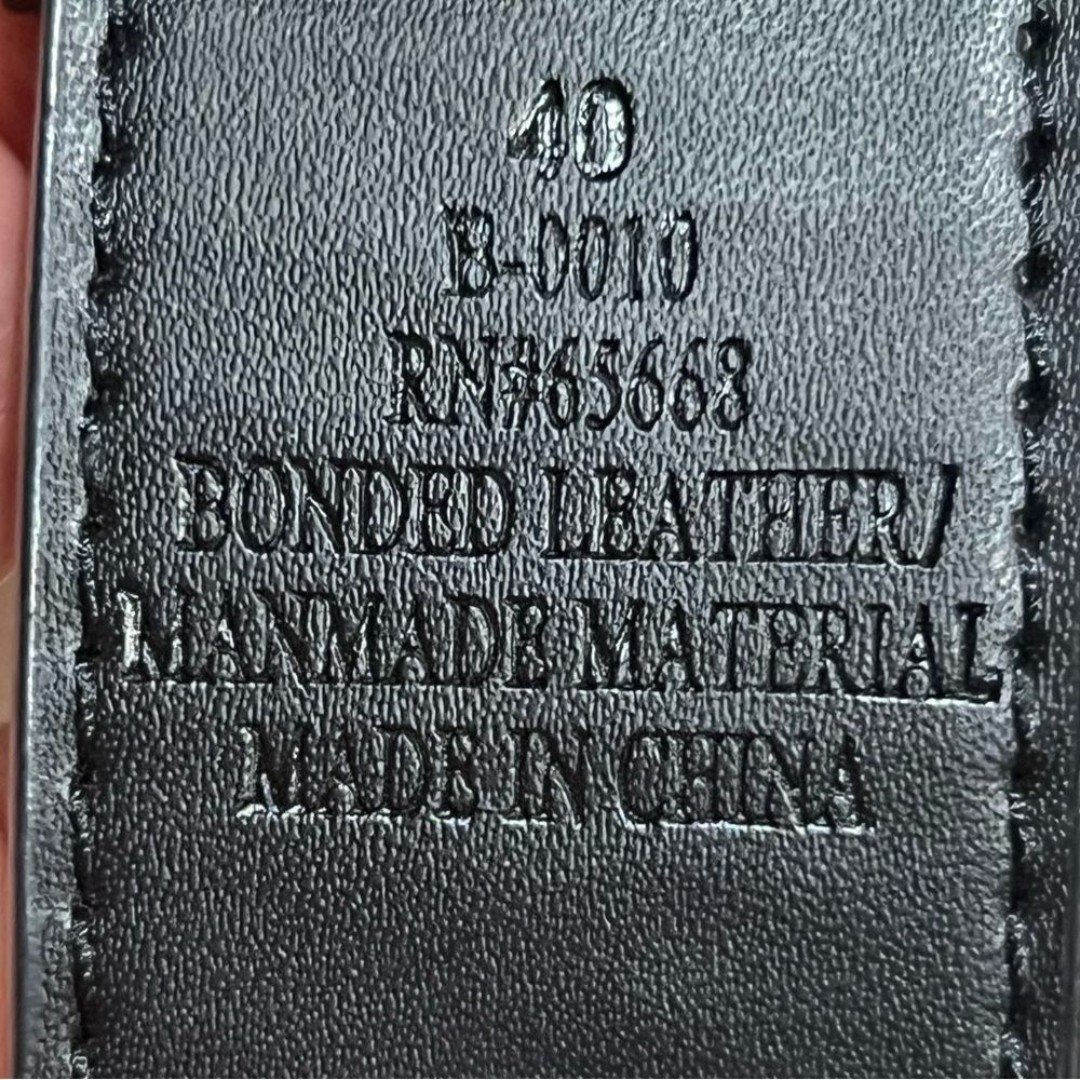 40
B-0010
RN#65668
BONDED LEATHER/
MANMADE MATERIAL
MADE IN CHINA